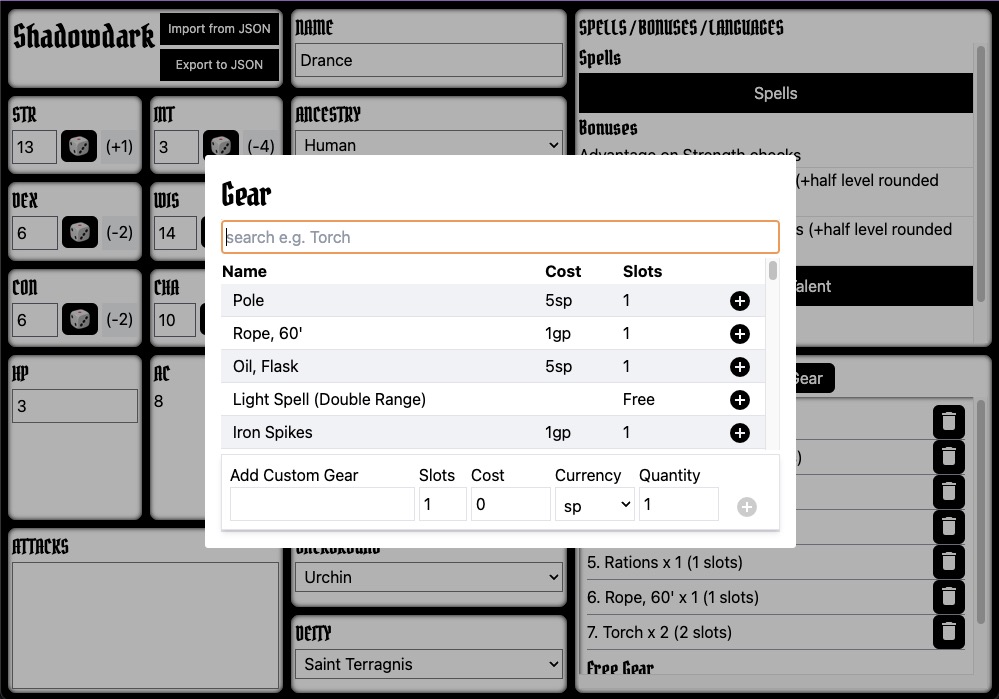 Shadowdark
Import from JSON
Export to JSON
NAME
Drance
SPELLS/BONUSES/LANGUAGES
Spells
Spells
Bonuses
Advantage on Strength checks
(+half level rounded
s (+half level rounded
Talent
STR
13
(+1)
INT
3
(-4)
ANCESTRY
Human
DEX
6
(-2)
WIS
14
CON
6
(-2)
CHA
10
HP
3
AC
8
Gear
search e.g. Torch
Name Cost Slots
Pole 5sp 1
Rope, 60' 1gp 1
Oil, Flask 5sp 1
Light Spell (Double Range) Free
Iron Spikes 1gp 1
Add Custom Gear Slots Cost Currency Quantity
1 0 sp 1
Gear
)
ATTACKS
BACKGROUND
Urchin
DEITY
Saint Terragnis
5. Rations x 1 (1 slots)
6. Rope, 60' x 1 (1 slots)
7. Torch x 2 (2 slots)
Free Gear